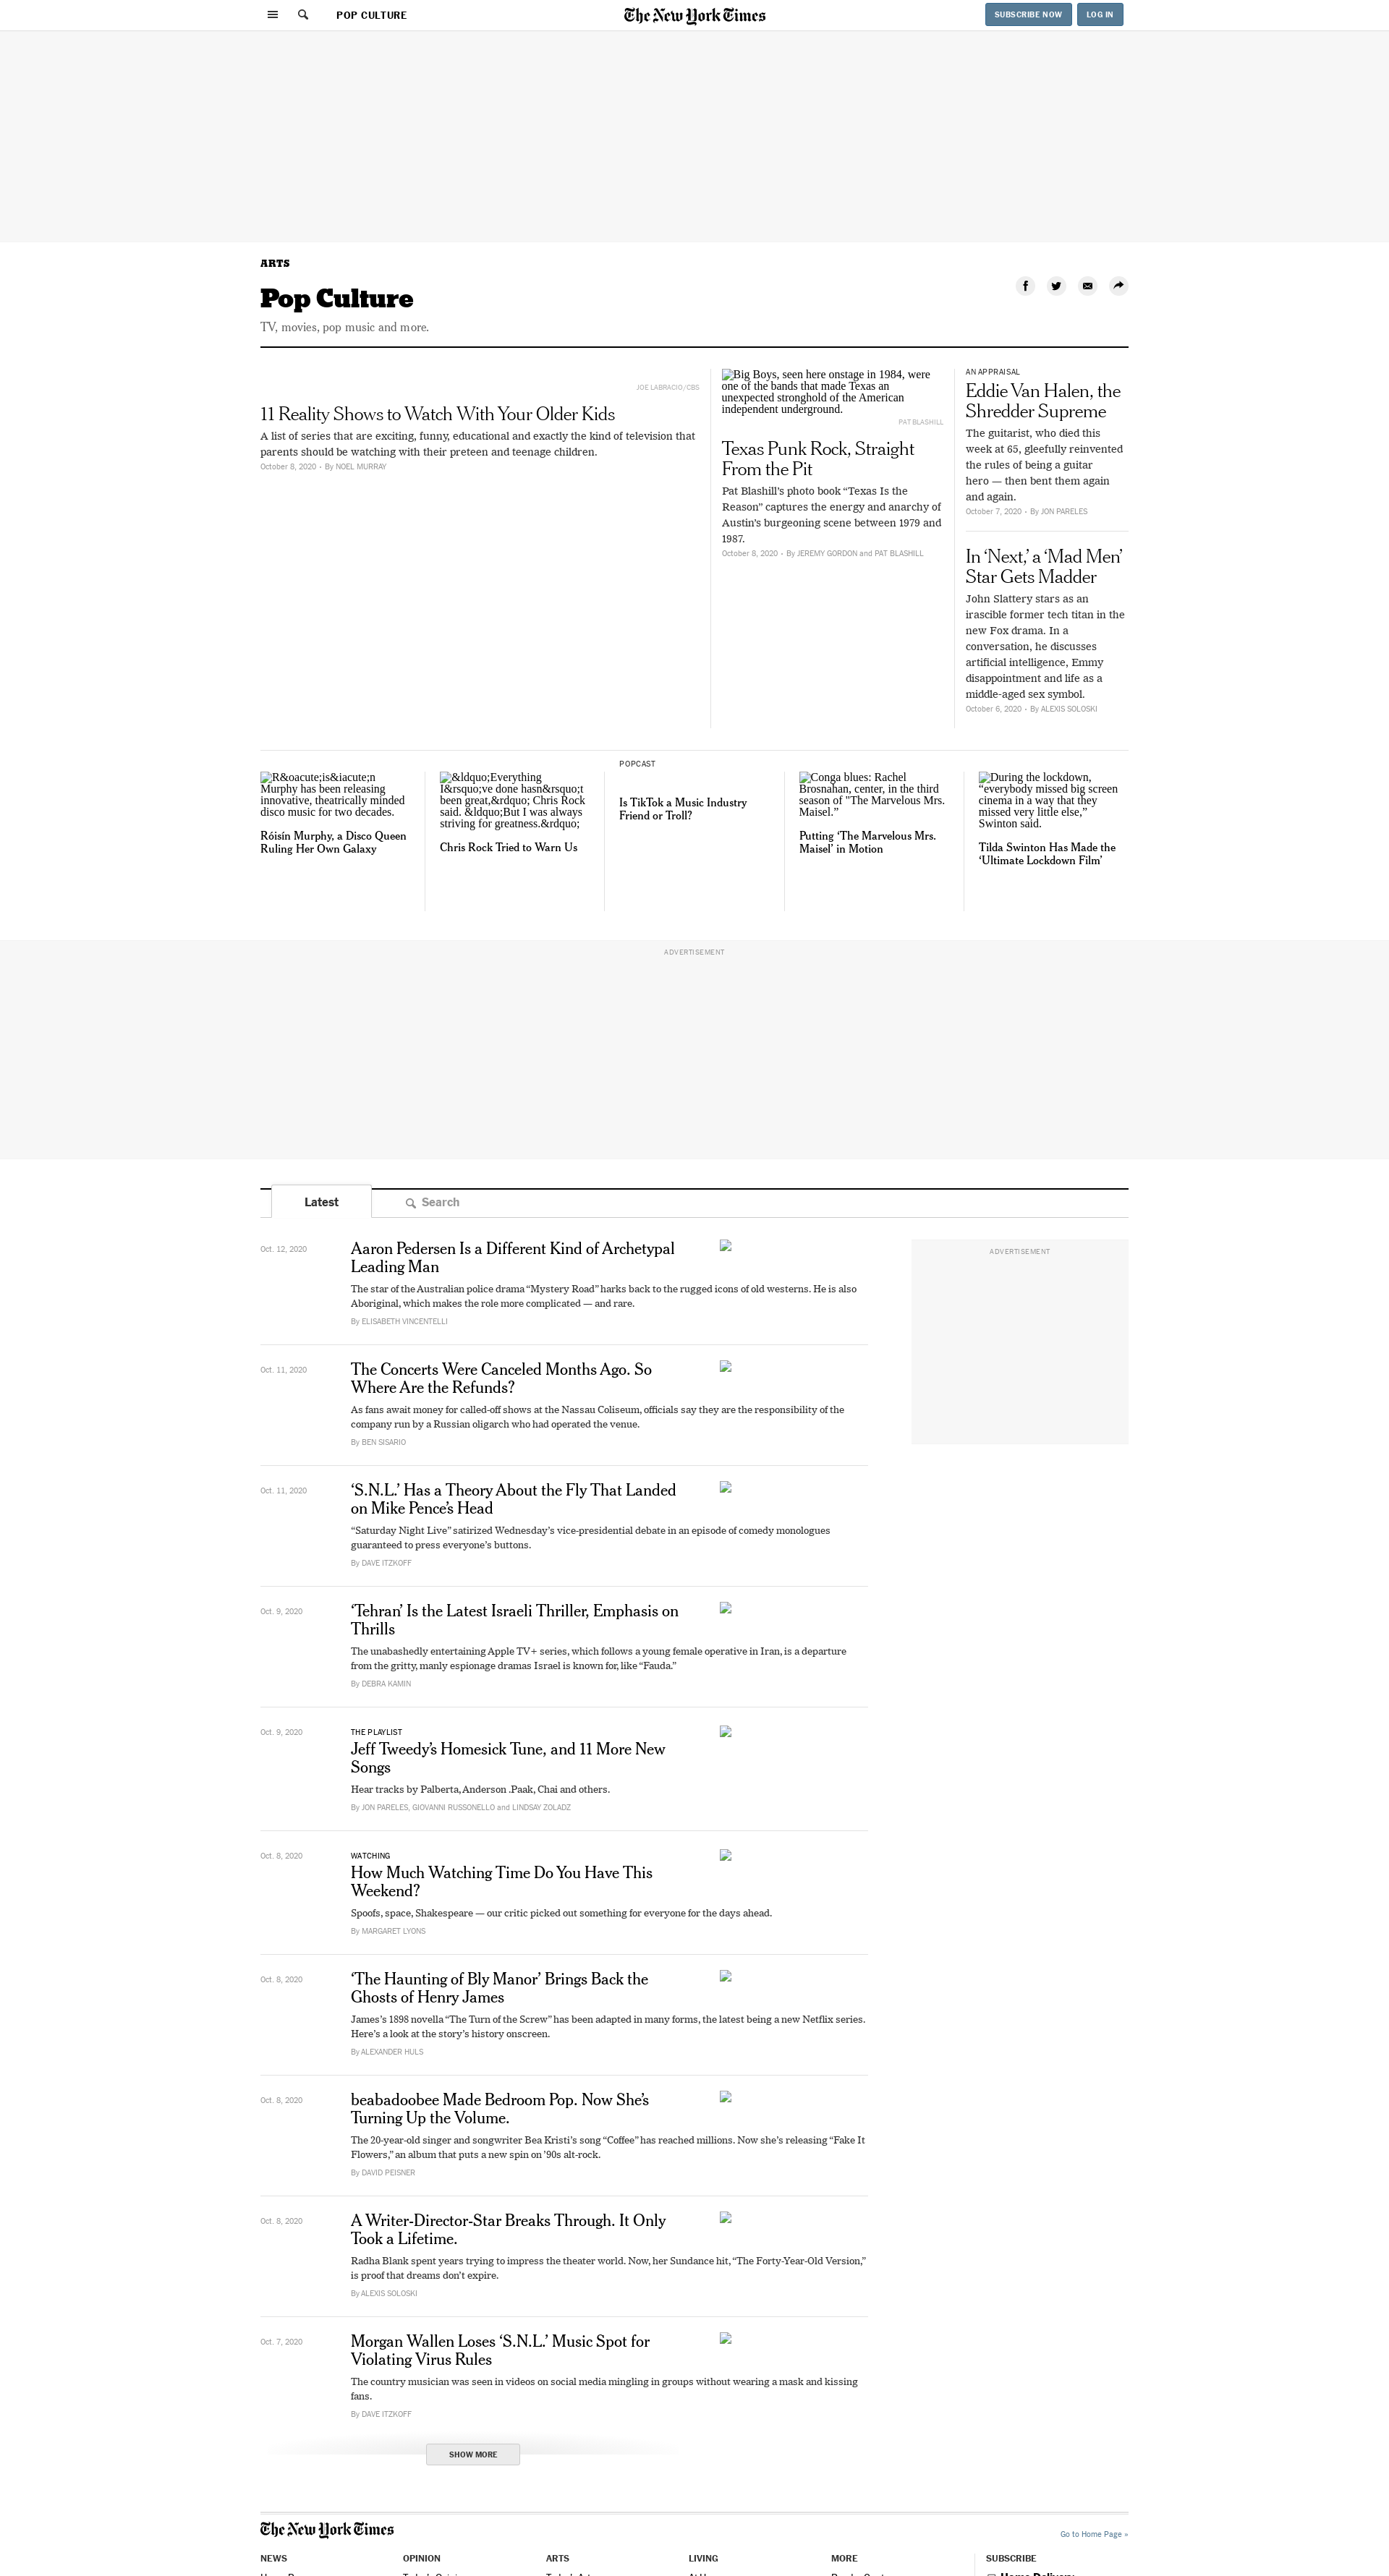 POP CULTURE
The New York Times
SUBSCRIBE NOW
LOG IN
ARTS
Pop Culture
TV, movies, pop music and more.
JOE LABRACIO/CBS
11 Reality Shows to Watch With Your Older Kids
A list of series that are exciting, funny, educational and exactly the kind of television that
parents should be watching with their preteen and teenage children.
October 8, 2020 • By NOEL MURRAY
Big Boys, seen here onstage in 1984, were
one of the bands that made Texas an
unexpected stronghold of the American
independent underground.
PAT BLASHILL
Texas Punk Rock, Straight
From the Pit
Pat Blashill's photo book “Texas Is the
Reason” captures the energy and anarchy of
Austin's burgeoning scene between 1979 and
1987.
October 8, 2020 • By JEREMY GORDON and PAT BLASHILL
AN APPRAISAL
Eddie Van Halen, the
Shredder Supreme
The guitarist, who died this
week at 65, gleefully reinvented
the rules of being a guitar
hero — then bent them again
and again.
October 7, 2020 • By JON PARELES
In ‘Next,’ a ‘Mad Men’
Star Gets Madder
John Slattery stars as an
irascible former tech titan in the
new Fox drama. In a
conversation, he discusses
artificial intelligence, Emmy
disappointment and life as a
middle-aged sex symbol.
October 6, 2020 • By ALEXIS SOLOSKI
R&oacute;is&iacute;n
Murphy has been releasing
innovative, theatrically minded
disco music for two decades.
Róisín Murphy, a Disco Queen
Ruling Her Own Galaxy
&ldquo;Everything
I&rsquo;ve done hasn&rsquo;t
been great,&rdquo; Chris Rock
said. &ldquo;But I was always
striving for greatness.&rdquo;
Chris Rock Tried to Warn Us
POPCAST
Is TikTok a Music Industry
Friend or Troll?
Conga blues: Rachel
Brosnahan, center, in the third
season of "The Marvelous Mrs.
Maisel.”
Putting ‘The Marvelous Mrs.
Maisel’ in Motion
During the lockdown,
“everybody missed big screen
cinema in a way that they
missed very little else,”
Swinton said.
Tilda Swinton Has Made the
‘Ultimate Lockdown Film’
ADVERTISEMENT
Latest
Search
Oct. 12, 2020
Aaron Pedersen Is a Different Kind of Archetypal
Leading Man
The star of the Australian police drama “Mystery Road” harks back to the rugged icons of old westerns. He is also
Aboriginal, which makes the role more complicated — and rare.
By ELISABETH VINCENTELLI
ADVERTISEMENT
Oct. 11, 2020
The Concerts Were Canceled Months Ago. So
Where Are the Refunds?
As fans await money for called-off shows at the Nassau Coliseum, officials say they are the responsibility of the
company run by a Russian oligarch who had operated the venue.
By BEN SISARIO
Oct. 11, 2020
‘S.N.L.’ Has a Theory About the Fly That Landed
on Mike Pence’s Head
“Saturday Night Live” satirized Wednesday’s vice-presidential debate in an episode of comedy monologues
guaranteed to press everyone’s buttons.
By DAVE ITZKOFF
Oct. 9, 2020
‘Tehran’ Is the Latest Israeli Thriller, Emphasis on
Thrills
The unabashedly entertaining Apple TV+ series, which follows a young female operative in Iran, is a departure
from the gritty, manly espionage dramas Israel is known for, like “Fauda.”
By DEBRA KAMIN
Oct. 9, 2020
THE PLAYLIST
Jeff Tweedy’s Homesick Tune, and 11 More New
Songs
Hear tracks by Palberta, Anderson .Paak, Chai and others.
By JON PARELES, GIOVANNI RUSSONELLO and LINDSAY ZOLADZ
Oct. 8, 2020
WATCHING
How Much Watching Time Do You Have This
Weekend?
Spoofs, space, Shakespeare — our critic picked out something for everyone for the days ahead.
By MARGARET LYONS
Oct. 8, 2020
‘The Haunting of Bly Manor’ Brings Back the
Ghosts of Henry James
James’s 1898 novella “The Turn of the Screw” has been adapted in many forms, the latest being a new Netflix series.
Here’s a look at the story’s history onscreen.
By ALEXANDER HULS
Oct. 8, 2020
beabadoobee Made Bedroom Pop. Now She’s
Turning Up the Volume.
The 20-year-old singer and songwriter Bea Kristi’s song “Coffee” has reached millions. Now she’s releasing “Fake It
Flowers,” an album that puts a new spin on ’90s alt-rock.
By DAVID PEISNER
Oct. 8, 2020
A Writer-Director-Star Breaks Through. It Only
Took a Lifetime.
Radha Blank spent years trying to impress the theater world. Now, her Sundance hit, “The Forty-Year-Old Version,”
is proof that dreams don’t expire.
By ALEXIS SOLOSKI
Oct. 7, 2020
Morgan Wallen Loses ‘S.N.L.’ Music Spot for
Violating Virus Rules
The country musician was seen in videos on social media mingling in groups without wearing a mask and kissing
fans.
By DAVE ITZKOFF
SHOW MORE
The New York Times
Go to Home Page »
NEWS
OPINION
ARTS
LIVING
MORE
SUBSCRIBE